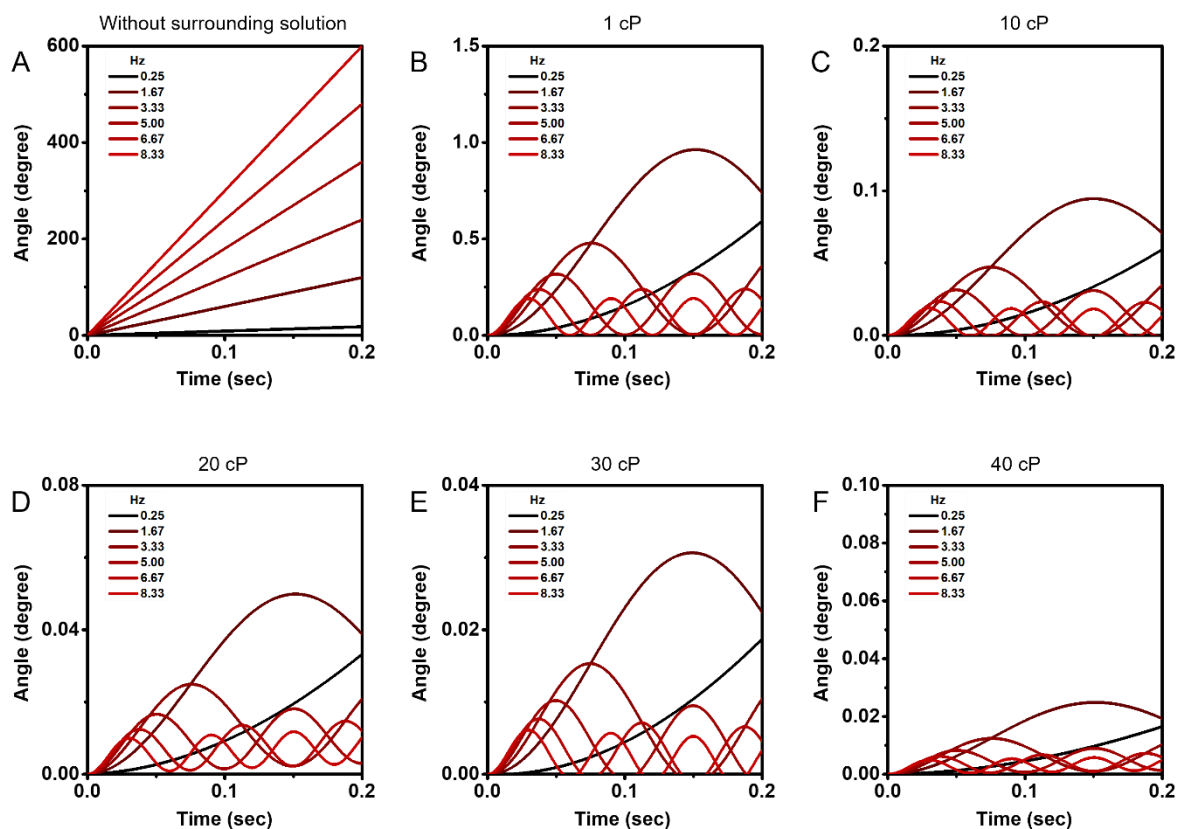 Without surrounding solution
A
Hz
0.25
1.67
3.33
5.00
6.67
8.33
600
400
200
0
Angle (degree)
0.0
0.1
0.2
Time (sec)
1 cP
B
Hz
0.25
1.67
3.33
5.00
6.67
8.33
1.5
1.0
0.5
0.0
Angle (degree)
0.0
0.1
0.2
Time (sec)
10 cP
C
Hz
0.25
1.67
3.33
5.00
6.67
8.33
0.2
0.1
0.0
Angle (degree)
0.0
0.1
0.2
Time (sec)
20 cP
D
Hz
0.25
1.67
3.33
5.00
6.67
8.33
0.08
0.04
0.00
Angle (degree)
0.0
0.1
0.2
Time (sec)
30 cP
E
Hz
0.25
1.67
3.33
5.00
6.67
8.33
0.04
0.02
0.00
Angle (degree)
0.0
0.1
0.2
Time (sec)
40 cP
F
Hz
0.25
1.67
3.33
5.00
6.67
8.33
0.10
0.08
0.06
0.04
0.02
0.00
Angle (degree)
0.0
0.1
0.2
Time (sec)